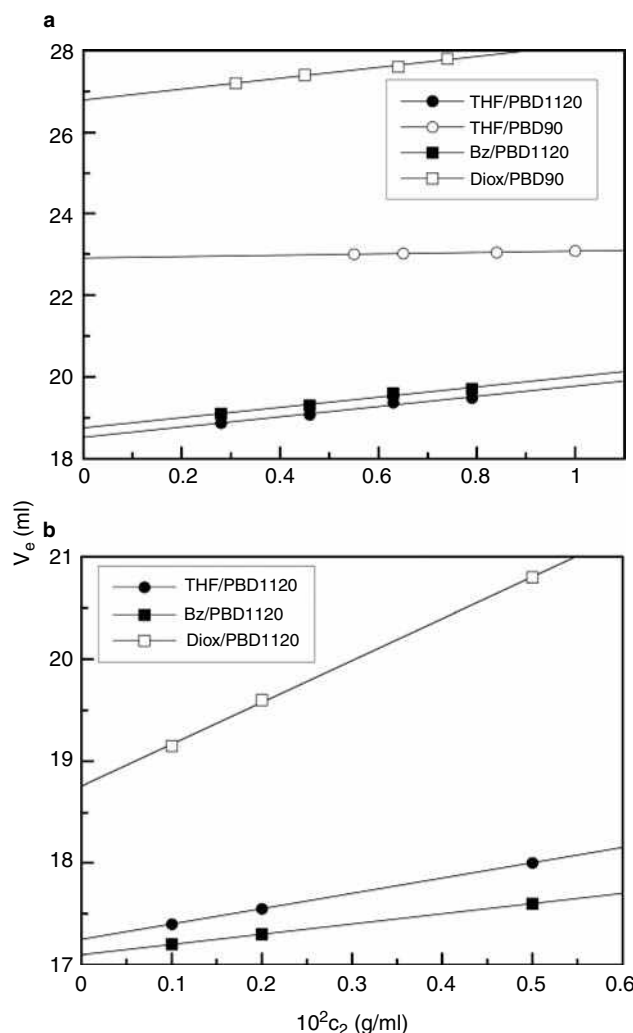 a
28
26
24
23
22
20
18
0
0.2
0.4
0.6
0.8
1
THF/PBD1120
THF/PBD90
Bz/PBD1120
Diox/PBD90
V_e (ml)
b
21
20
19
18
17
0
0.1
0.2
0.3
0.4
0.5
0.6
THF/PBD1120
Bz/PBD1120
Diox/PBD1120
10²c₂ (g/ml)